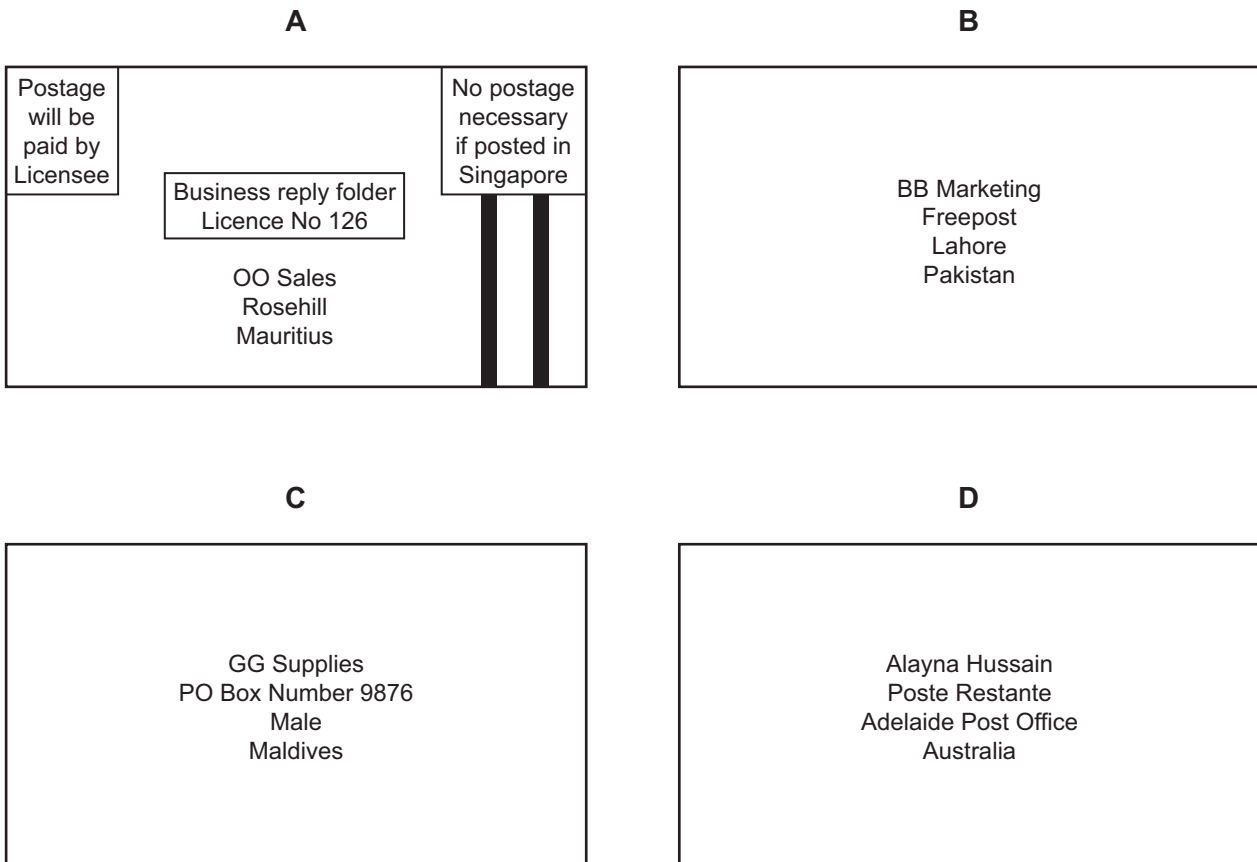 A
Postage
will be
paid by
Licensee
No postage
necessary
if posted in
Singapore
Business reply folder
Licence No 126
OO Sales
Rosehill
Mauritius
B
BB Marketing
Freepost
Lahore
Pakistan
C
GG Supplies
PO Box Number 9876
Male
Maldives
D
Alayna Hussain
Poste Restante
Adelaide Post Office
Australia